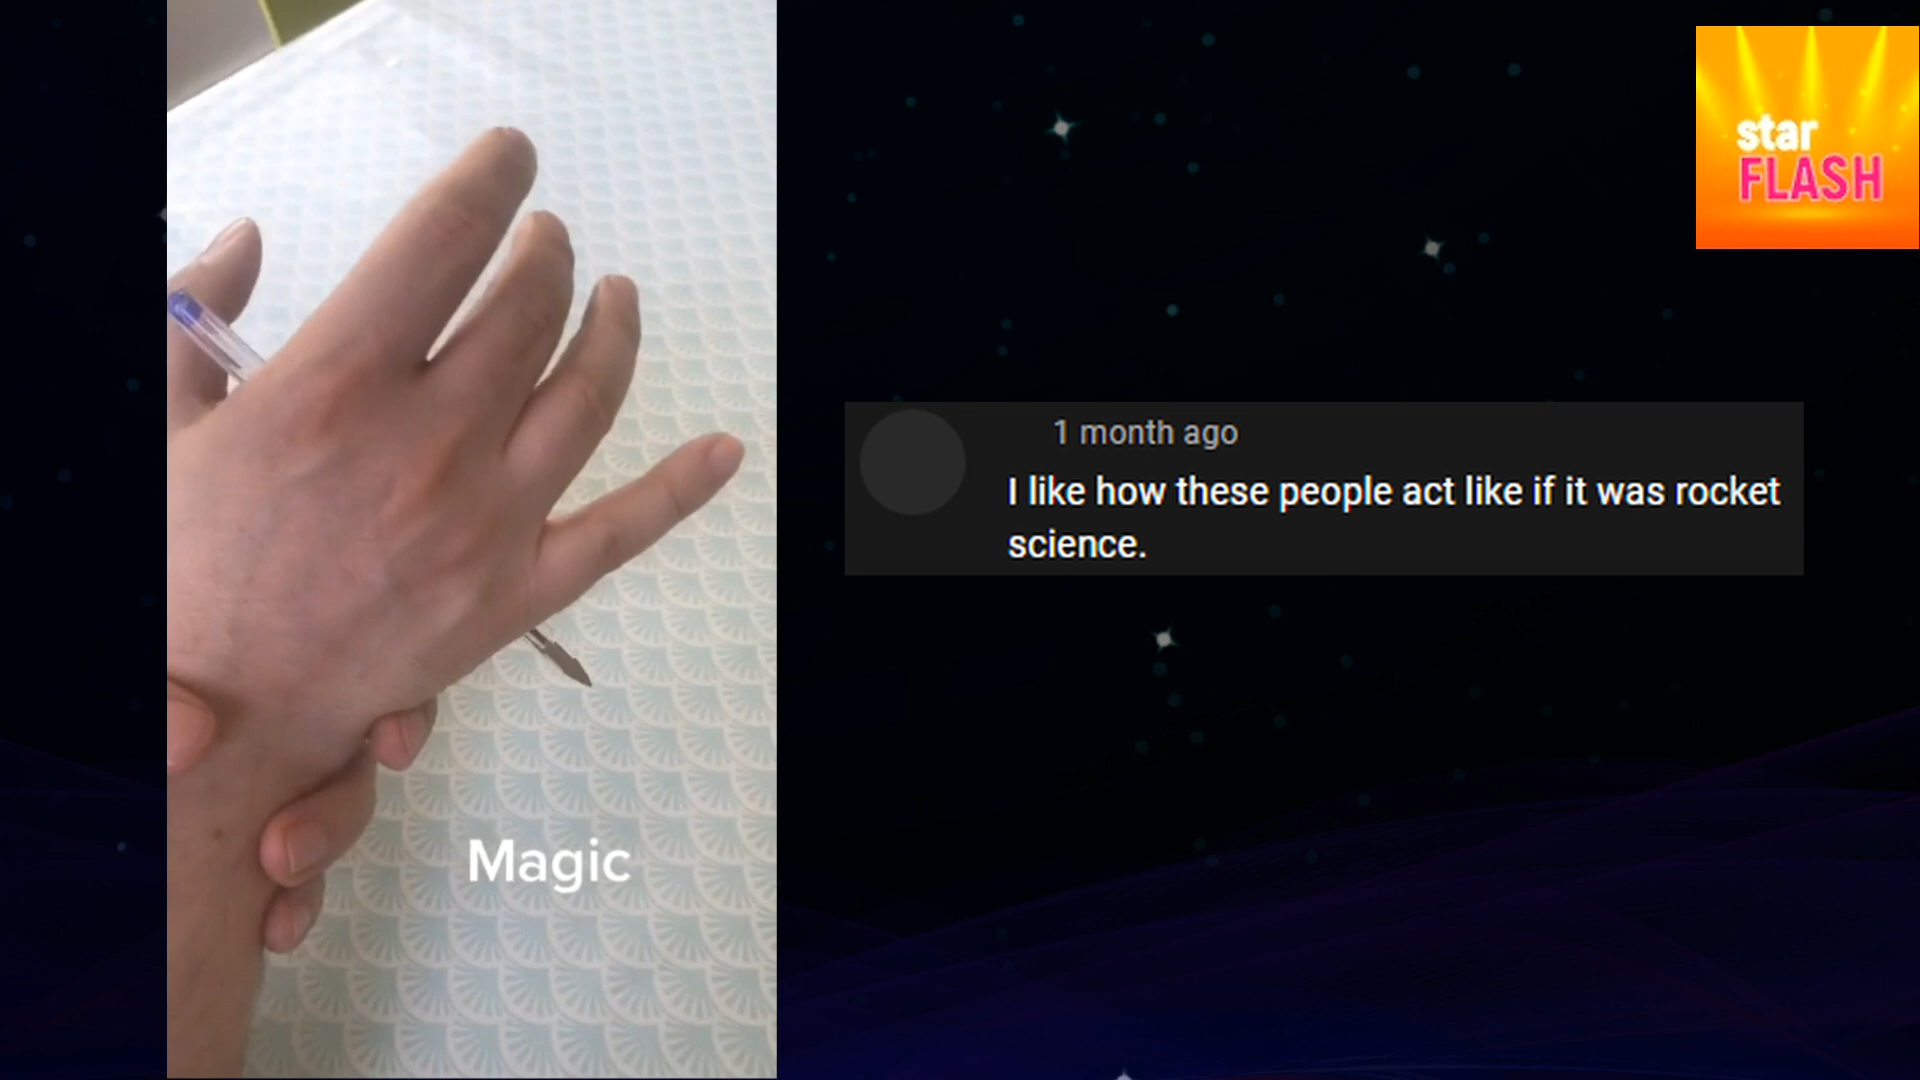 star
FLASH
1 month ago
I like how these people act like if it was rocket
science.
Magic